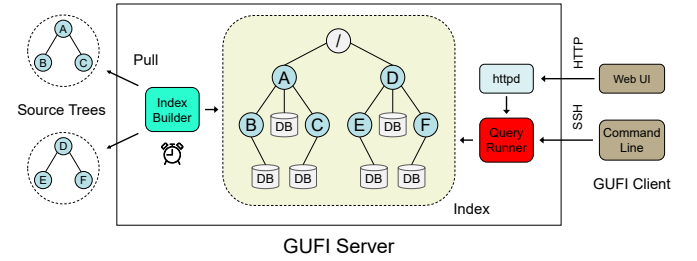 A
B
C
Source Trees
D
E
F
Pull
Index
Builder
/
A
D
B
DB
C
E
DB
F
DB
DB
DB
DB
Index
httpd
Query
Runner
HTTP
SSH
Web UI
Command
Line
GUFI Client
GUFI Server